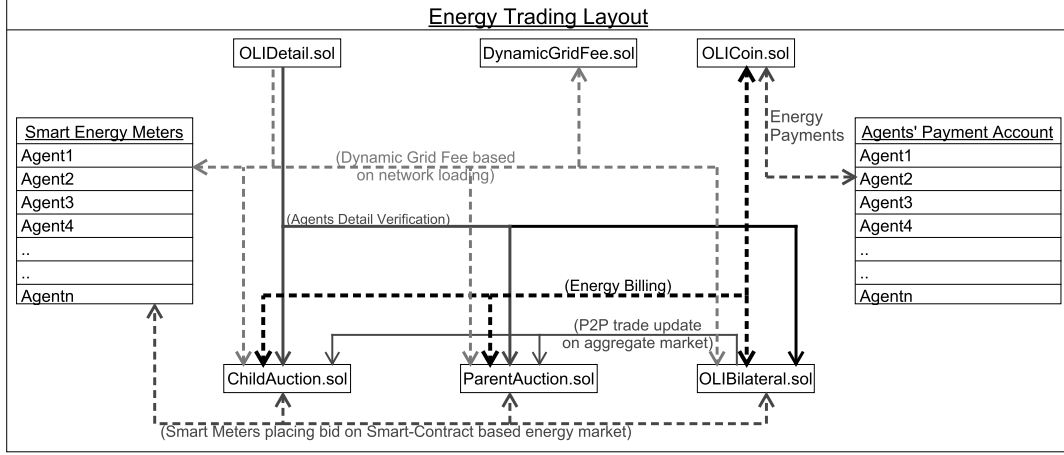 Energy Trading Layout
OLIDetail.sol
DynamicGridFee.sol
OLICoin.sol
Energy
Payments
Smart Energy Meters
Agent1
Agent2
Agent3
Agent4
..
..
Agentn
Agents' Payment Account
Agent1
Agent2
Agent3
Agent4
..
..
Agentn
(Dynamic Grid Fee based
on network loading)
(Agents Detail Verification)
(Energy Billing)
(P2P trade update
on aggregate market)
ChildAuction.sol
ParentAuction.sol
OLIBilateral.sol
(Smart Meters placing bid on Smart-Contract based energy market)